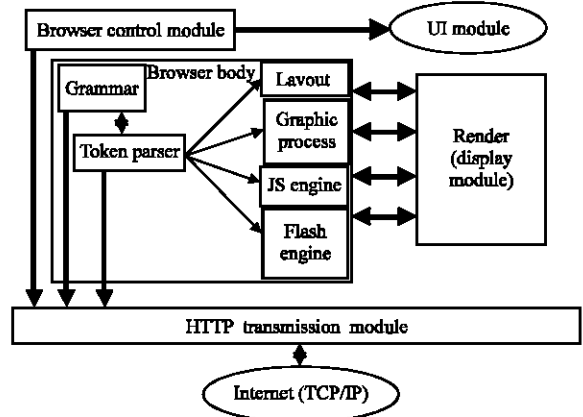 Browser control module
UI module
Browser body
Grammar
Lavout
Graphic
process
Token parser
JS engine
Flash
engine
Render
(display
module)
HTTP transmission module
Internet (TCP/IP)